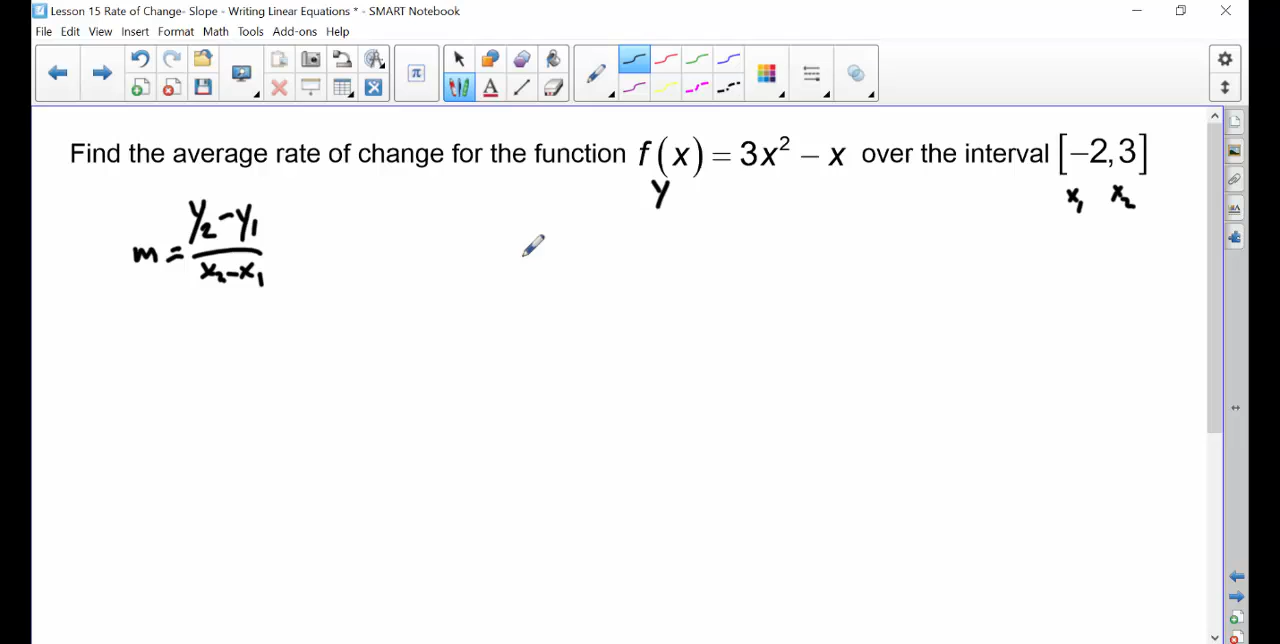 Lesson 15 Rate of Change- Slope - Writing Linear Equations * - SMART Notebook
File Edit View Insert Format Math Tools Add-ons Help
π
A
Find the average rate of change for the function f(x) = 3x² − x over the interval [−2,3]
y x₁ x₂
m = y₂ - y₁ / x₂ - x₁